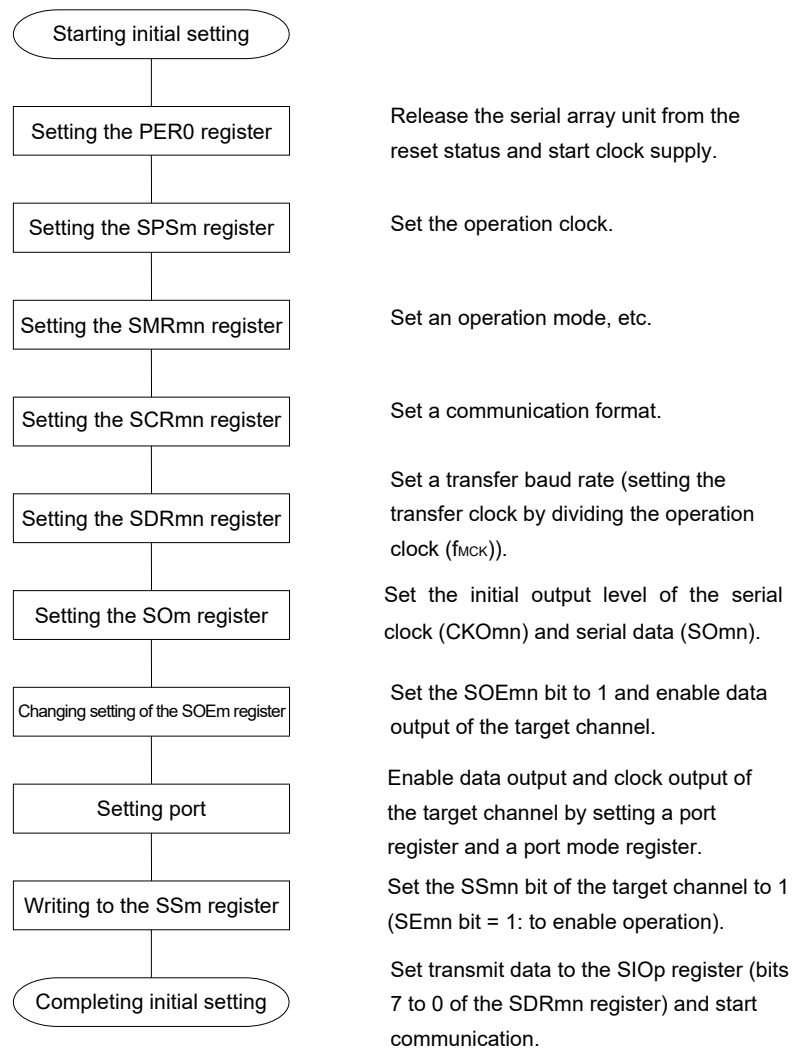 Starting initial setting
Setting the PER0 register
Release the serial array unit from the
reset status and start clock supply.
Setting the SPSm register
Set the operation clock.
Setting the SMRmn register
Set an operation mode, etc.
Setting the SCRmn register
Set a communication format.
Setting the SDRmn register
Set a transfer baud rate (setting the
transfer clock by dividing the operation
clock (fMCK)).
Setting the SOm register
Set the initial output level of the serial
clock (CKOmn) and serial data (SOmn).
Changing setting of the SOEm register
Set the SOEmn bit to 1 and enable data
output of the target channel.
Setting port
Enable data output and clock output of
the target channel by setting a port
register and a port mode register.
Writing to the SSm register
Set the SSmn bit of the target channel to 1
(SEmn bit = 1: to enable operation).
Completing initial setting
Set transmit data to the SIOp register (bits
7 to 0 of the SDRmn register) and start
communication.